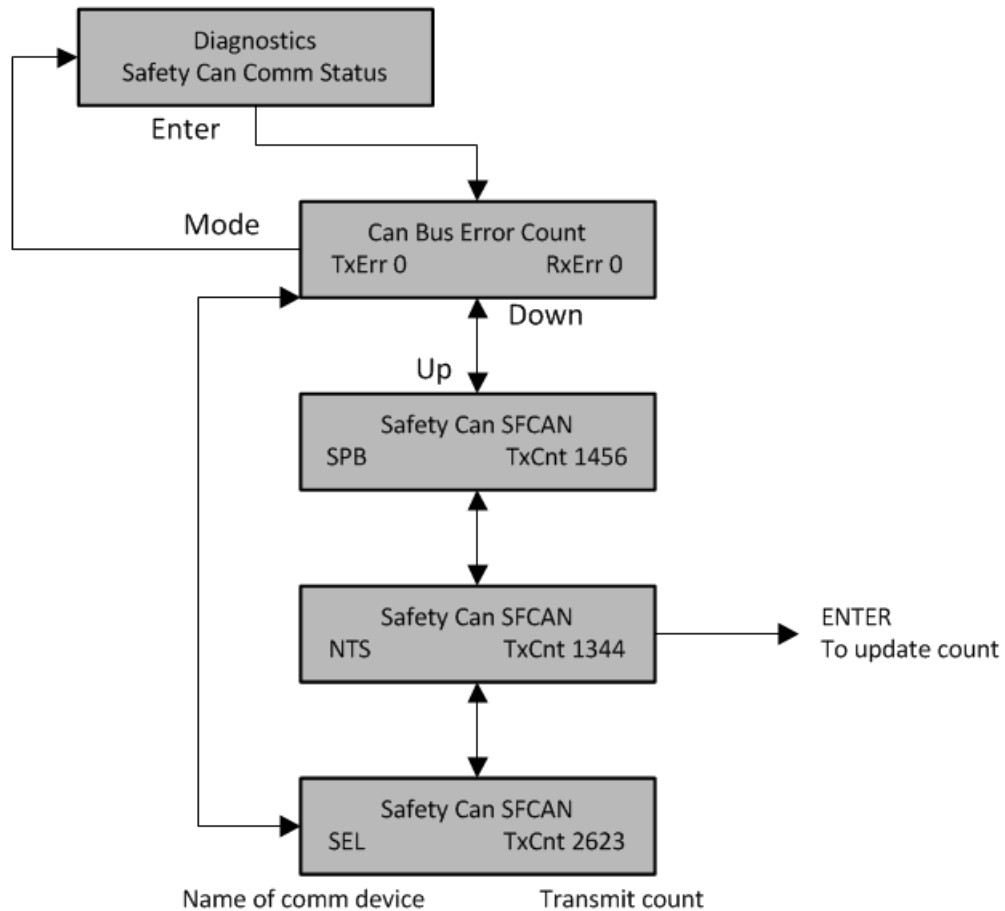 Diagnostics
Safety Can Comm Status
Enter
Mode
Can Bus Error Count
TxErr 0 RxErr 0
Down
Up
Safety Can SFCAN
SPB TxCnt 1456
Safety Can SFCAN
NTS TxCnt 1344
ENTER
To update count
Safety Can SFCAN
SEL TxCnt 2623
Name of comm device Transmit count